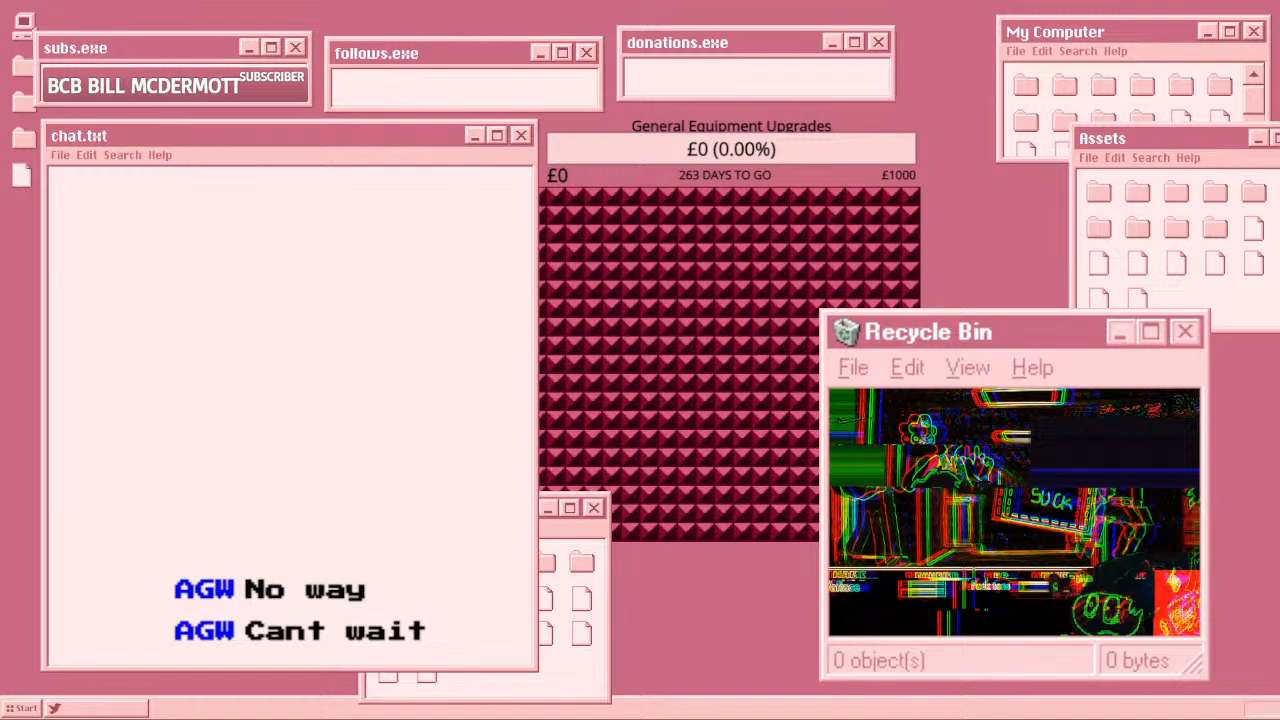 subs.exe
BCB BILL MCDERMOTT SUBSCRIBER
follows.exe
donations.exe
My Computer
File Edit Search Help
Assets
File Edit Search Help
General Equipment Upgrades
£0 (0.00%)
£0 263 DAYS TO GO £1000
chat.txt
File Edit Search Help
AGW No way
AGW Cant wait
Recycle Bin
File Edit View Help
SUCK
0 object(s) 0 bytes
Start